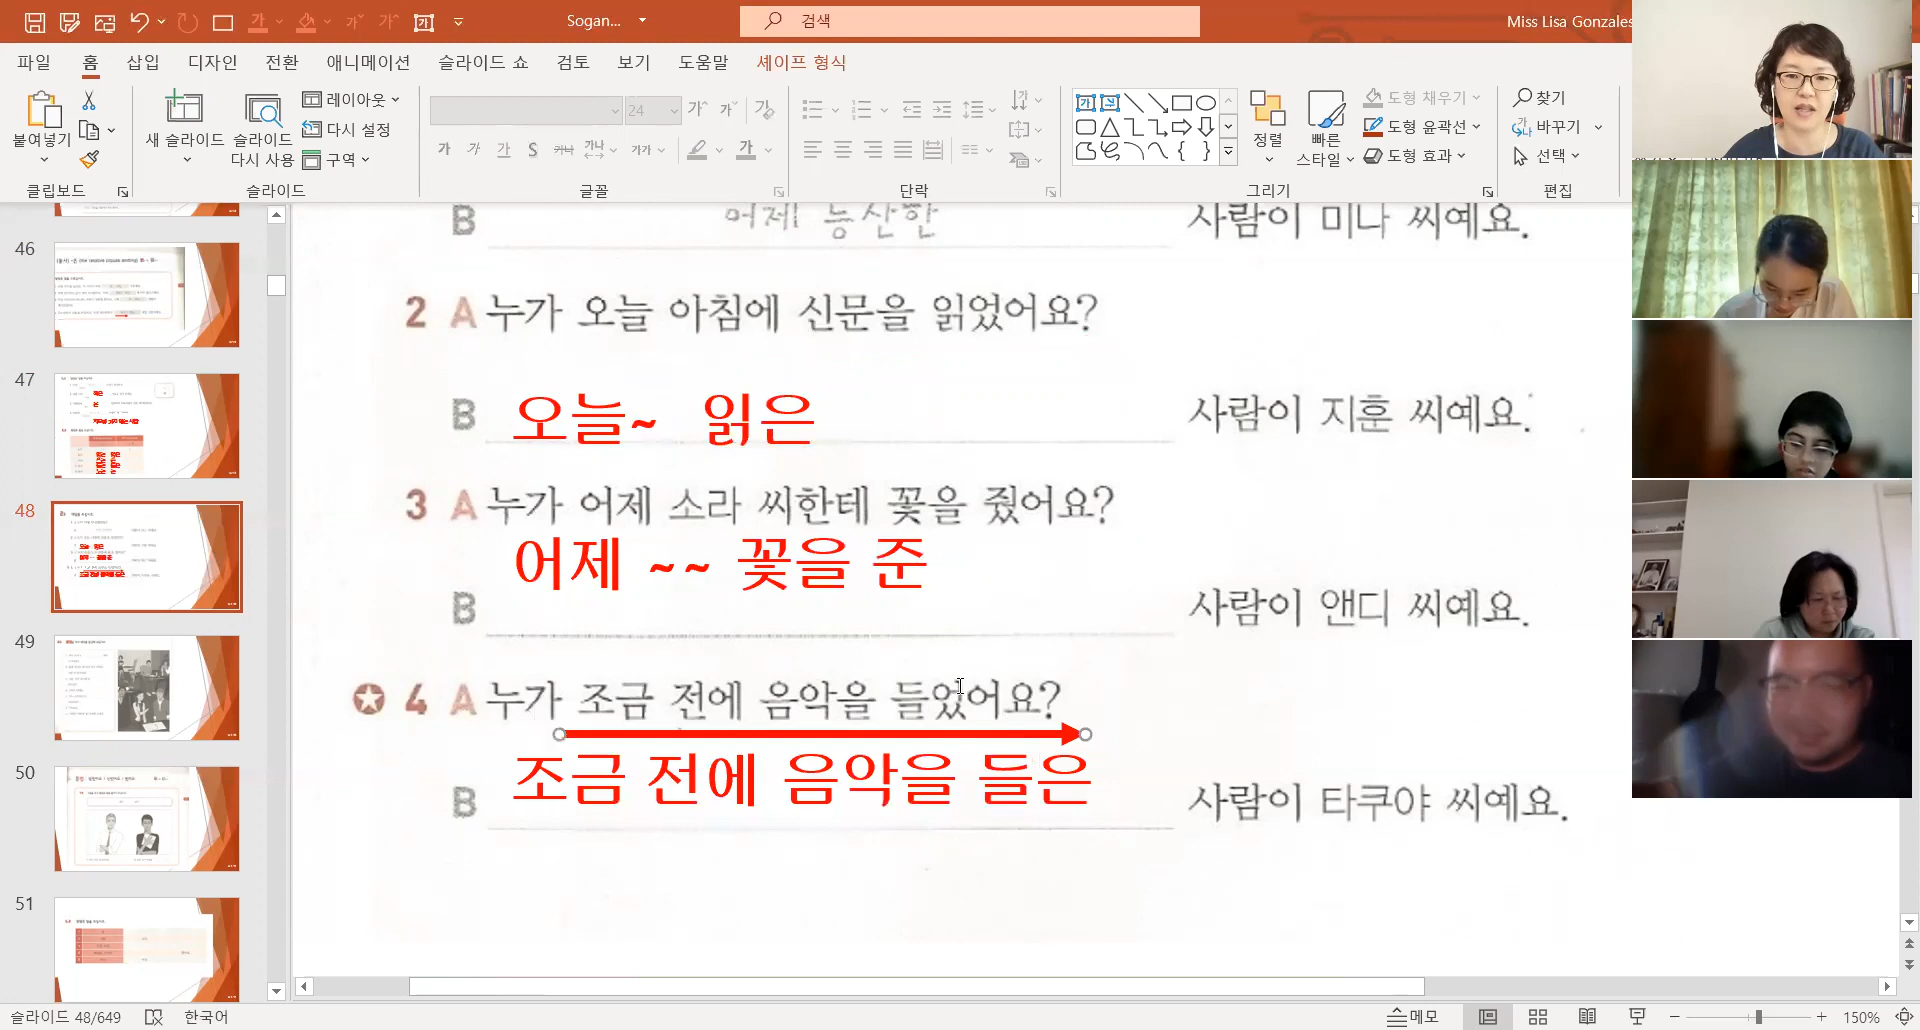 Sogan...
검색
Miss Lisa Gonzales
파일 홈 삽입 디자인 전환 애니메이션 슬라이드 쇼 검토 보기 도움말 셰이프 형식
붙여넣기
새 슬라이드
슬라이드 다시 사용
레이아웃
다시 설정
구역
24
정렬
빠른 스타일
도형 채우기
도형 윤곽선
도형 효과
찾기
바꾸기
선택
클립보드 슬라이드 글꼴 단락 그리기 편집
46
47
48
49
50
51
B 어제 등산한 사람이 미나 씨예요.
2 A 누가 오늘 아침에 신문을 읽었어요?
B 오늘~ 읽은 사람이 지훈 씨예요.
3 A 누가 어제 소라 씨한테 꽃을 줬어요?
어제 ~~ 꽃을 준
B 사람이 앤디 씨예요.
4 A 누가 조금 전에 음악을 들었어요?
조금 전에 음악을 들은
B 사람이 타쿠야 씨예요.
슬라이드 48/649 한국어 메모 150%